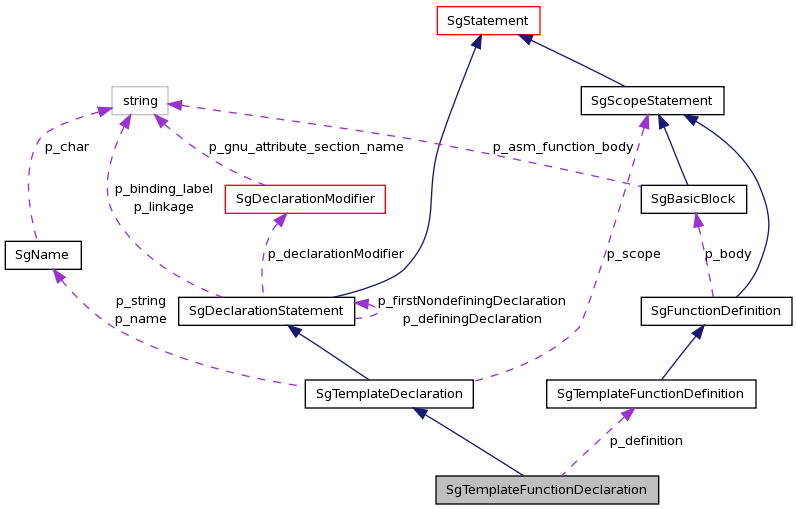 SgStatement
string
SgScopeStatement
p_char
p_gnu_attribute_section_name
p_asm_function_body
p_binding_label
p_linkage
SgDeclarationModifier
SgBasicBlock
SgName
p_declarationModifier
p_scope
p_body
p_string
p_name
SgDeclarationStatement
p_firstNondefiningDeclaration
p_definingDeclaration
SgFunctionDefinition
SgTemplateDeclaration
SgTemplateFunctionDefinition
p_definition
SgTemplateFunctionDeclaration